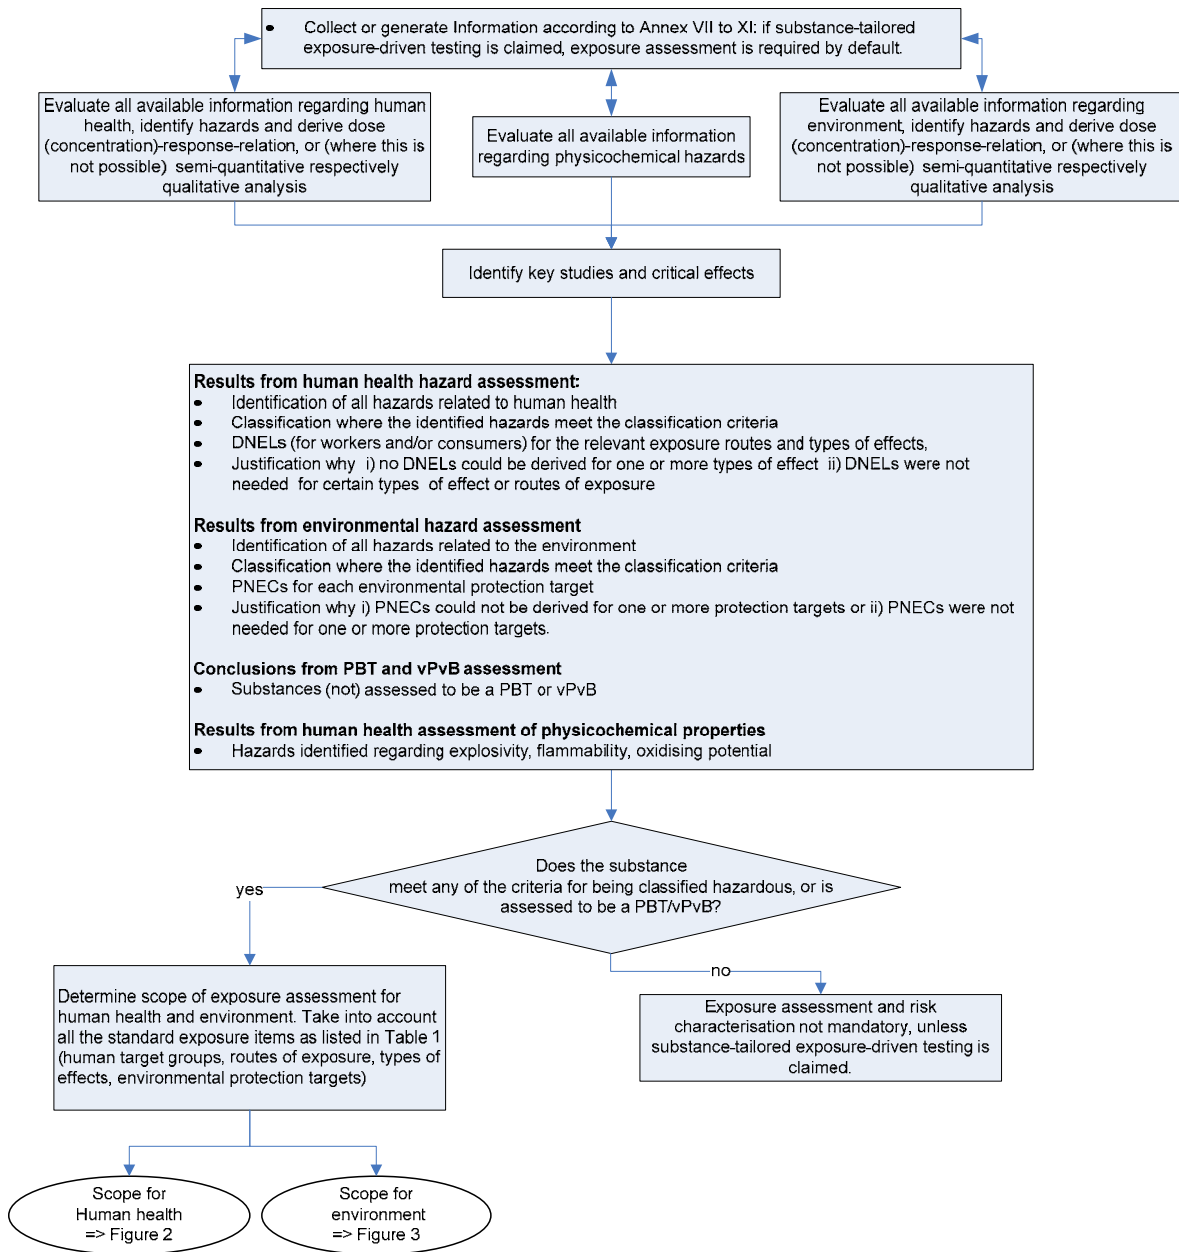 • Collect or generate Information according to Annex VII to XI: if substance-tailored
exposure-driven testing is claimed, exposure assessment is required by default.
Evaluate all available information regarding human
health, identify hazards and derive dose
(concentration)-response-relation, or (where this is
not possible) semi-quantitative respectively
qualitative analysis
Evaluate all available information
regarding physicochemical hazards
Evaluate all available information regarding
environment, identify hazards and derive dose
(concentration)-response-relation, or (where this is
not possible) semi-quantitative respectively
qualitative analysis
Identify key studies and critical effects
Results from human health hazard assessment:
• Identification of all hazards related to human health
• Classification where the identified hazards meet the classification criteria
• DNELs (for workers and/or consumers) for the relevant exposure routes and types of effects,
• Justification why i) no DNELs could be derived for one or more types of effect ii) DNELs were not
needed for certain types of effect or routes of exposure
Results from environmental hazard assessment
• Identification of all hazards related to the environment
• Classification where the identified hazards meet the classification criteria
• PNECs for each environmental protection target
• Justification why i) PNECs could not be derived for one or more protection targets or ii) PNECs were not
needed for one or more protection targets.
Conclusions from PBT and vPvB assessment
• Substances (not) assessed to be a PBT or vPvB
Results from human health assessment of physicochemical properties
• Hazards identified regarding explosivity, flammability, oxidising potential
Does the substance
meet any of the criteria for being classified hazardous, or is
assessed to be a PBT/vPvB?
yes
no
Determine scope of exposure assessment for
human health and environment. Take into account
all the standard exposure items as listed in Table 1
(human target groups, routes of exposure, types of
effects, environmental protection targets)
Exposure assessment and risk
characterisation not mandatory, unless
substance-tailored exposure-driven testing is
claimed.
Scope for
Human health
=> Figure 2
Scope for
environment
=> Figure 3